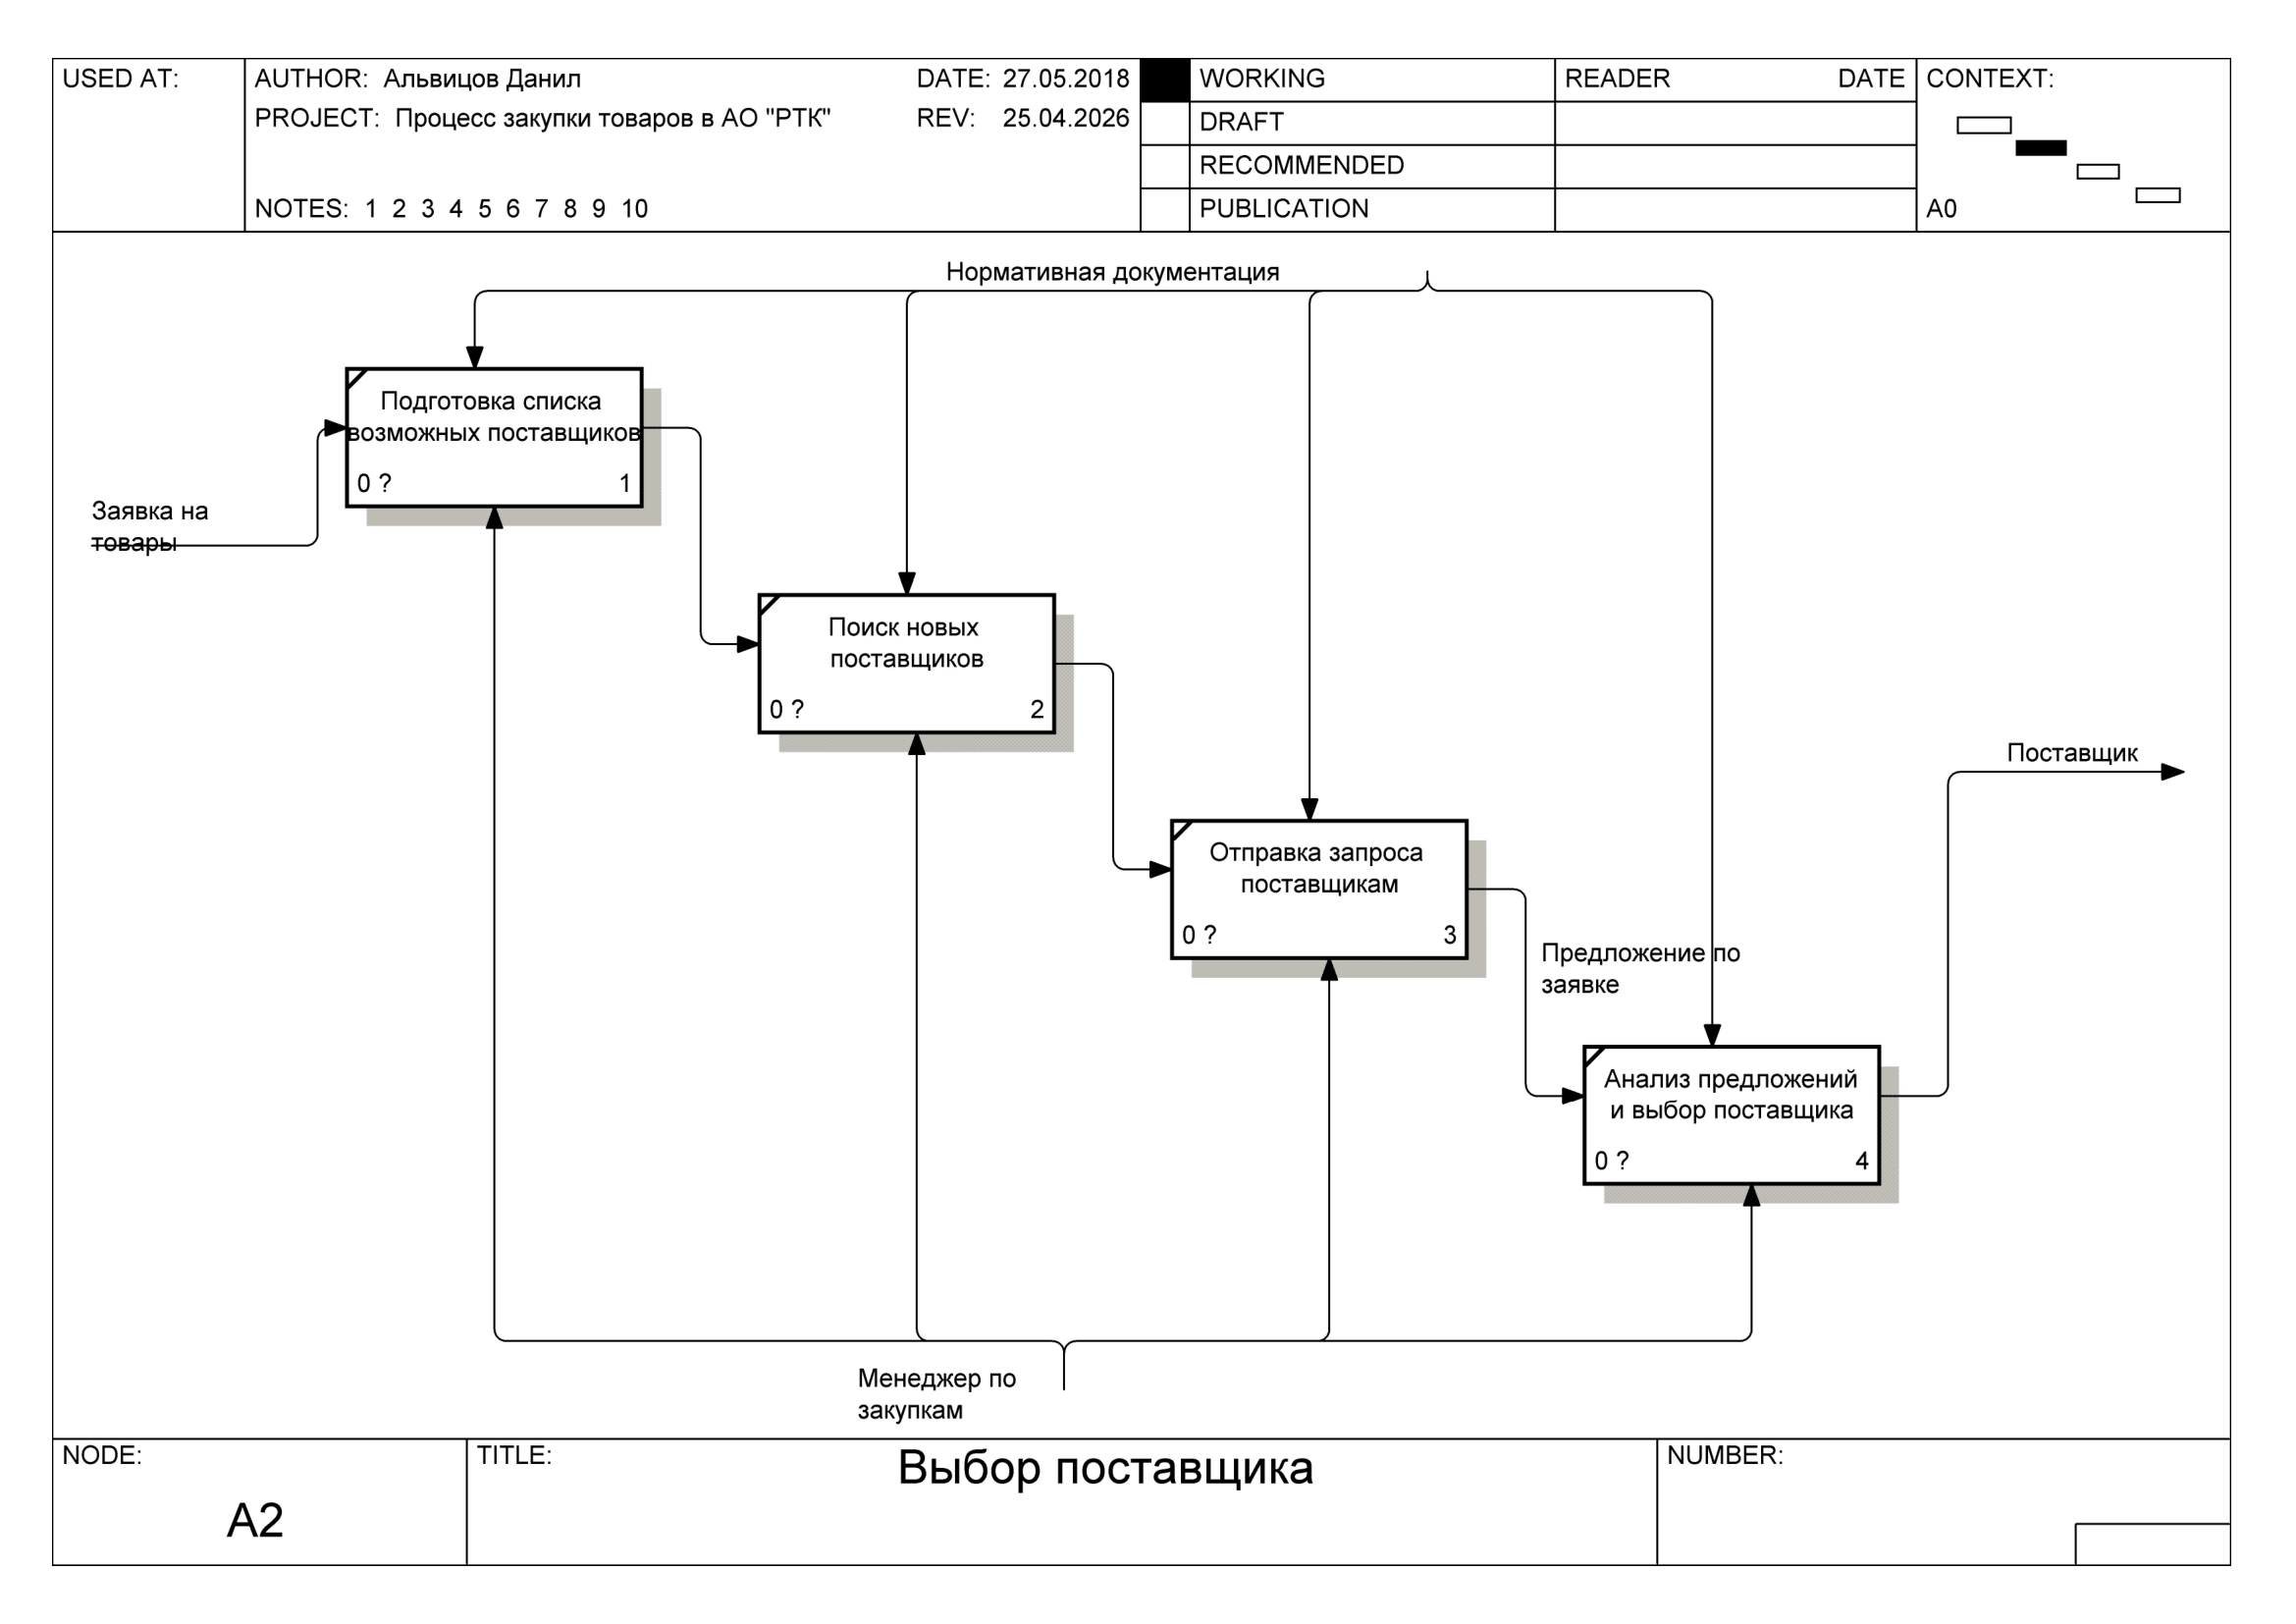 USED AT:
AUTHOR: Альвицов Данил
DATE: 27.05.2018
PROJECT: Процесс закупки товаров в АО "РТК"
REV: 25.04.2026
NOTES: 1 2 3 4 5 6 7 8 9 10
WORKING
DRAFT
RECOMMENDED
PUBLICATION
READER DATE
CONTEXT:
A0
Нормативная документация
Подготовка списка
возможных поставщиков
0 ? 1
Заявка на
товары
Поиск новых
поставщиков
0 ? 2
Поставщик
Отправка запроса
поставщикам
0 ? 3
Предложение по
заявке
Анализ предложений
и выбор поставщика
0 ? 4
Менеджер по
закупкам
NODE:
A2
TITLE:
Выбор поставщика
NUMBER: